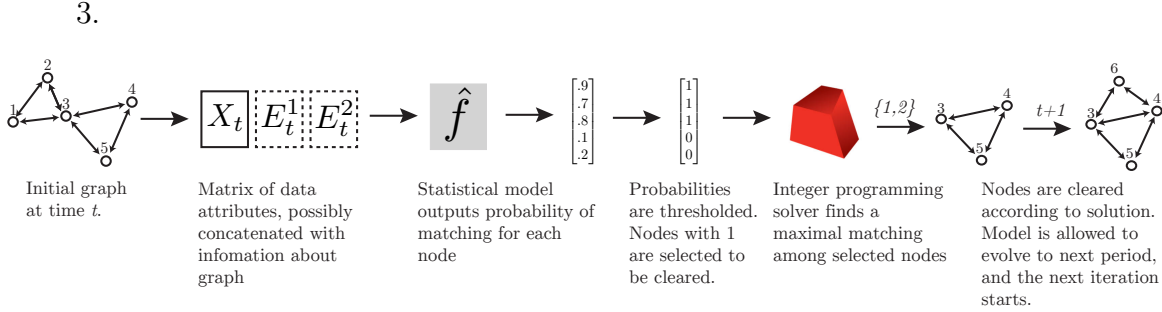 3.
2
4
1
3
5
X_t E_t^1 E_t^2
f̂
.9
.7
.8
.1
.2
1
1
1
0
0
{1,2}
3
4
5
t+1
6
3
4
5
Initial graph
at time t.
Matrix of data
attributes, possibly
concatenated with
infomation about
graph
Statistical model
outputs probability of
matching for each
node
Probabilities
are thresholded.
Nodes with 1
are selected to
be cleared.
Integer programming
solver finds a
maximal matching
among selected nodes
Nodes are cleared
according to solution.
Model is allowed to
evolve to next period,
and the next iteration
starts.